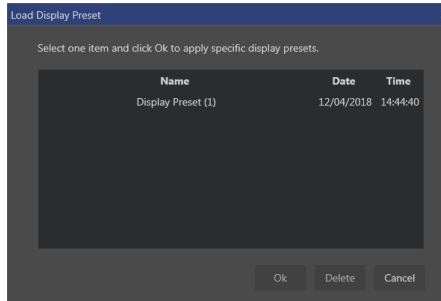 Load Display Preset
Select one item and click Ok to apply specific display presets.
Name Date Time
Display Preset (1) 12/04/2018 14:44:40
Ok Delete Cancel